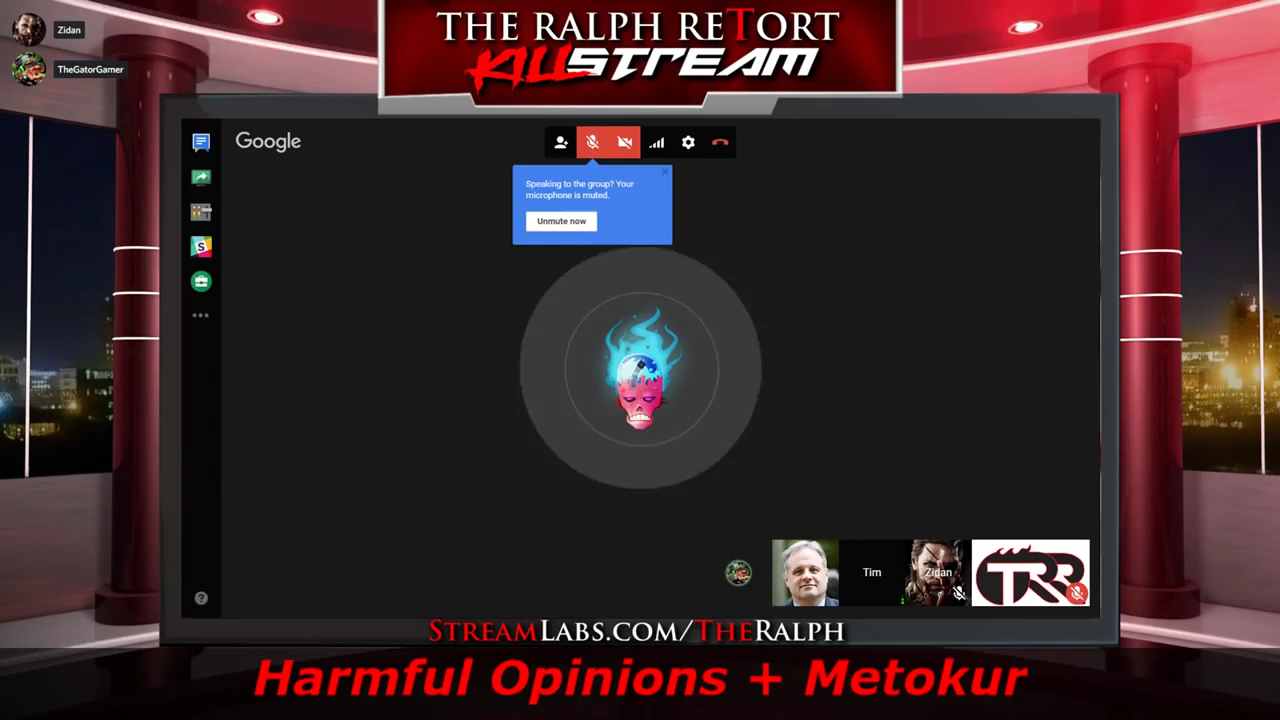 Zidan
TheGatorGamer
THE RALPH RETORT
KILLSTREAM
Google
Speaking to the group? Your
microphone is muted.
Unmute now
S
?
Tim
Zidan
TRR
STREAMLABS.COM/THERALPH
Harmful Opinions + Metokur